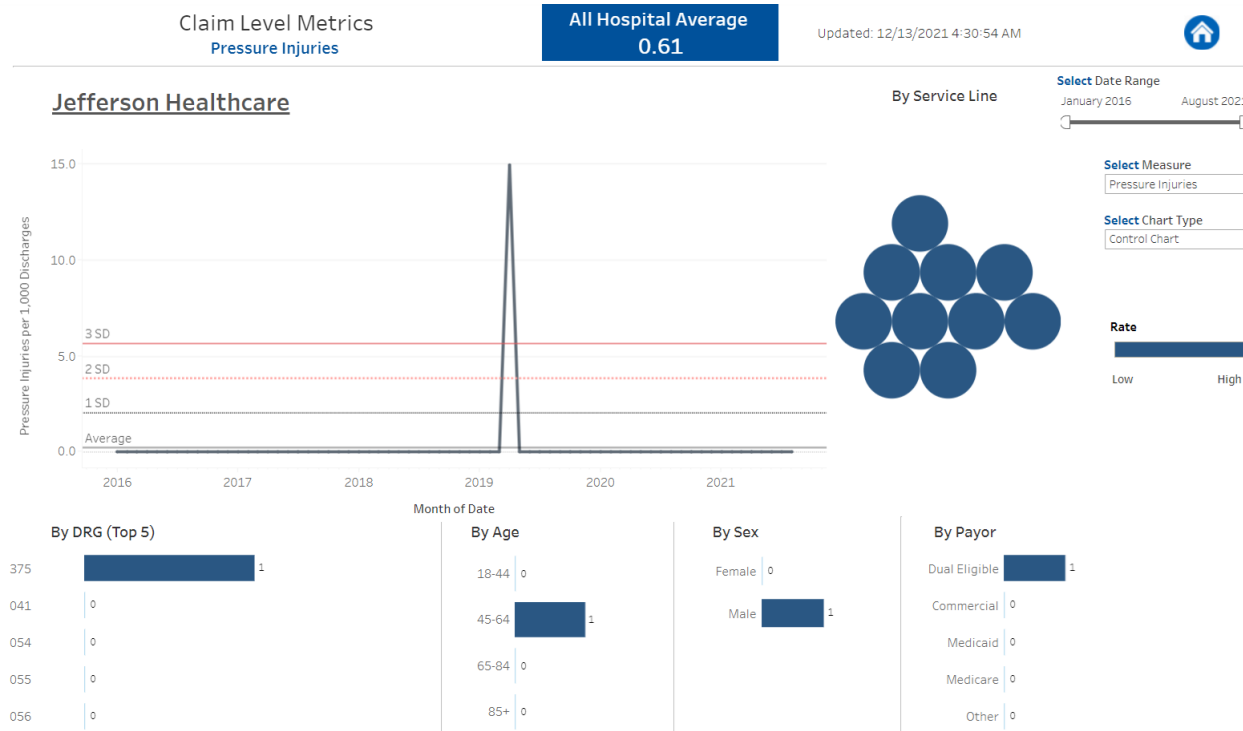 Claim Level Metrics
Pressure Injuries
All Hospital Average
0.61
Updated: 12/13/2021 4:30:54 AM
Jefferson Healthcare
By Service Line
Select Date Range
January 2016
August 2021
Select Measure
Pressure Injuries
Select Chart Type
Control Chart
Rate
Low
High
Pressure Injuries per 1,000 Discharges
15.0
10.0
5.0
0.0
3 SD
2 SD
1 SD
Average
2016
2017
2018
2019
2020
2021
Month of Date
By DRG (Top 5)
375 1
041 0
054 0
055 0
056 0
By Age
18-44 0
45-64 1
65-84 0
85+ 0
By Sex
Female 0
Male 1
By Payor
Dual Eligible 1
Commercial 0
Medicaid 0
Medicare 0
Other 0